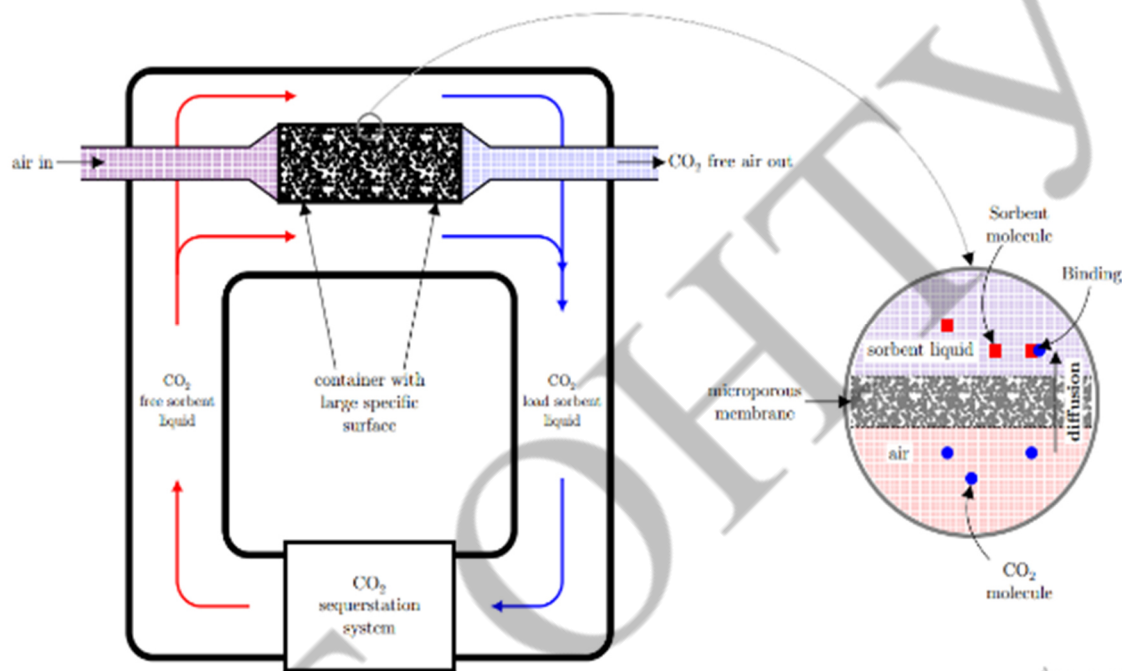 air in
CO₂ free air out
Sorbent
molecule
Binding
sorbent liquid
CO₂
free sorbent
liquid
container with
large specific
surface
CO₂
load sorbent
liquid
microporous
membrane
diffusion
air
CO₂
sequerstation
system
CO₂
molecule
OHTY